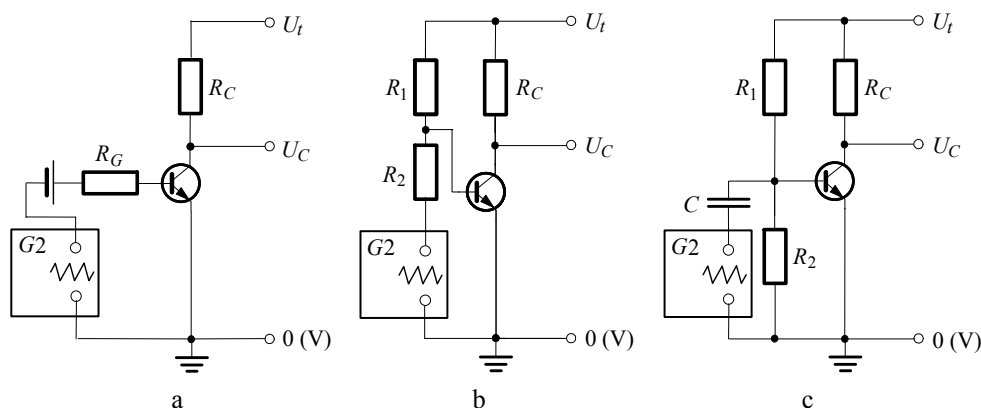 U_t
R_C
U_C
R_G
G2
0 (V)
a
U_t
R_1
R_C
U_C
R_2
G2
0 (V)
b
U_t
R_1
R_C
U_C
C
G2
R_2
0 (V)
c